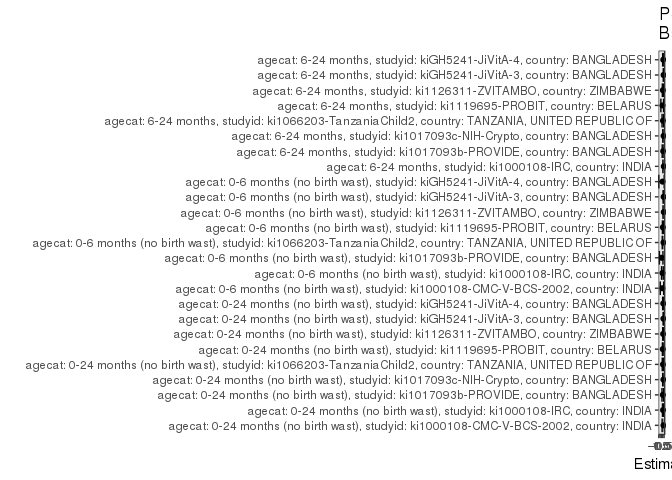 P
B
agecat: 6-24 months, studyid: kiGH5241-JiVitA-4, country: BANGLADESH
agecat: 6-24 months, studyid: kiGH5241-JiVitA-3, country: BANGLADESH
agecat: 6-24 months, studyid: ki1126311-ZVITAMBO, country: ZIMBABWE
agecat: 6-24 months, studyid: ki1119695-PROBIT, country: BELARUS
agecat: 6-24 months, studyid: ki1066203-TanzaniaChild2, country: TANZANIA, UNITED REPUBLIC OF
agecat: 6-24 months, studyid: ki1017093c-NIH-Crypto, country: BANGLADESH
agecat: 6-24 months, studyid: ki1017093b-PROVIDE, country: BANGLADESH
agecat: 6-24 months, studyid: ki1000108-IRC, country: INDIA
agecat: 0-6 months (no birth wast), studyid: kiGH5241-JiVitA-4, country: BANGLADESH
agecat: 0-6 months (no birth wast), studyid: kiGH5241-JiVitA-3, country: BANGLADESH
agecat: 0-6 months (no birth wast), studyid: ki1126311-ZVITAMBO, country: ZIMBABWE
agecat: 0-6 months (no birth wast), studyid: ki1119695-PROBIT, country: BELARUS
agecat: 0-6 months (no birth wast), studyid: ki1066203-TanzaniaChild2, country: TANZANIA, UNITED REPUBLIC OF
agecat: 0-6 months (no birth wast), studyid: ki1017093b-PROVIDE, country: BANGLADESH
agecat: 0-6 months (no birth wast), studyid: ki1000108-IRC, country: INDIA
agecat: 0-6 months (no birth wast), studyid: ki1000108-CMC-V-BCS-2002, country: INDIA
agecat: 0-24 months (no birth wast), studyid: kiGH5241-JiVitA-4, country: BANGLADESH
agecat: 0-24 months (no birth wast), studyid: kiGH5241-JiVitA-3, country: BANGLADESH
agecat: 0-24 months (no birth wast), studyid: ki1126311-ZVITAMBO, country: ZIMBABWE
agecat: 0-24 months (no birth wast), studyid: ki1119695-PROBIT, country: BELARUS
agecat: 0-24 months (no birth wast), studyid: ki1066203-TanzaniaChild2, country: TANZANIA, UNITED REPUBLIC OF
agecat: 0-24 months (no birth wast), studyid: ki1017093c-NIH-Crypto, country: BANGLADESH
agecat: 0-24 months (no birth wast), studyid: ki1017093b-PROVIDE, country: BANGLADESH
agecat: 0-24 months (no birth wast), studyid: ki1000108-IRC, country: INDIA
agecat: 0-24 months (no birth wast), studyid: ki1000108-CMC-V-BCS-2002, country: INDIA
Estima